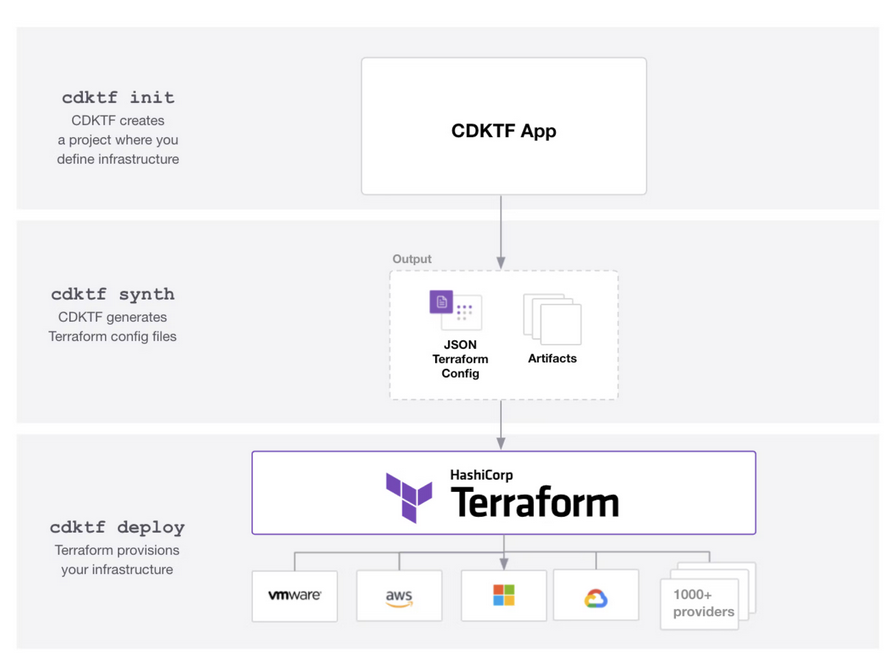 cdktf init
CDKTF creates
a project where you
define infrastructure
CDKTF App
cdktf synth
CDKTF generates
Terraform config files
Output
JSON
Terraform
Config
Artifacts
cdktf deploy
Terraform provisions
your infrastructure
HashiCorp
Terraform
vmware
aws
1000+
providers